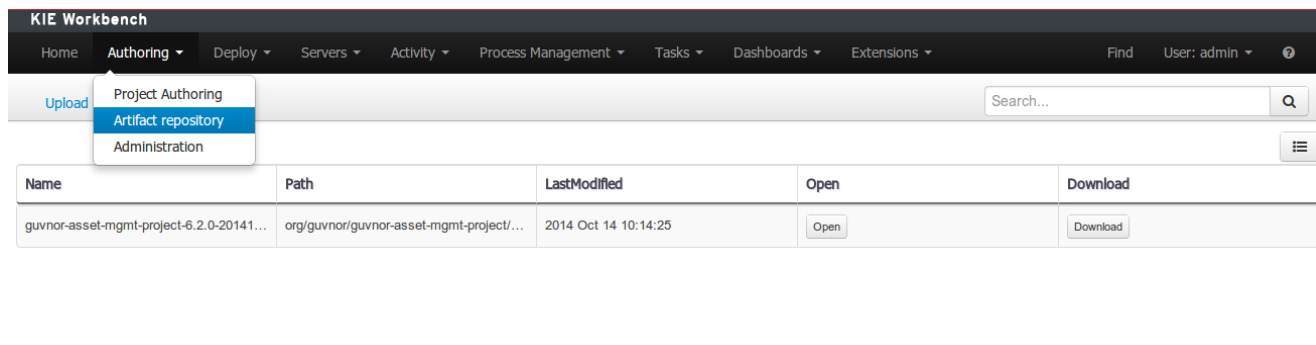 KIE Workbench
Home Authoring Deploy Servers Activity Process Management Tasks Dashboards Extensions Find User: admin ?
Project Authoring
Upload Search...
Artifact repository
Administration
Name Path LastModified Open Download
guvnor-asset-mgmt-project-6.2.0-20141... org/guvnor/guvnor-asset-mgmt-project/... 2014 Oct 14 10:14:25 Open Download